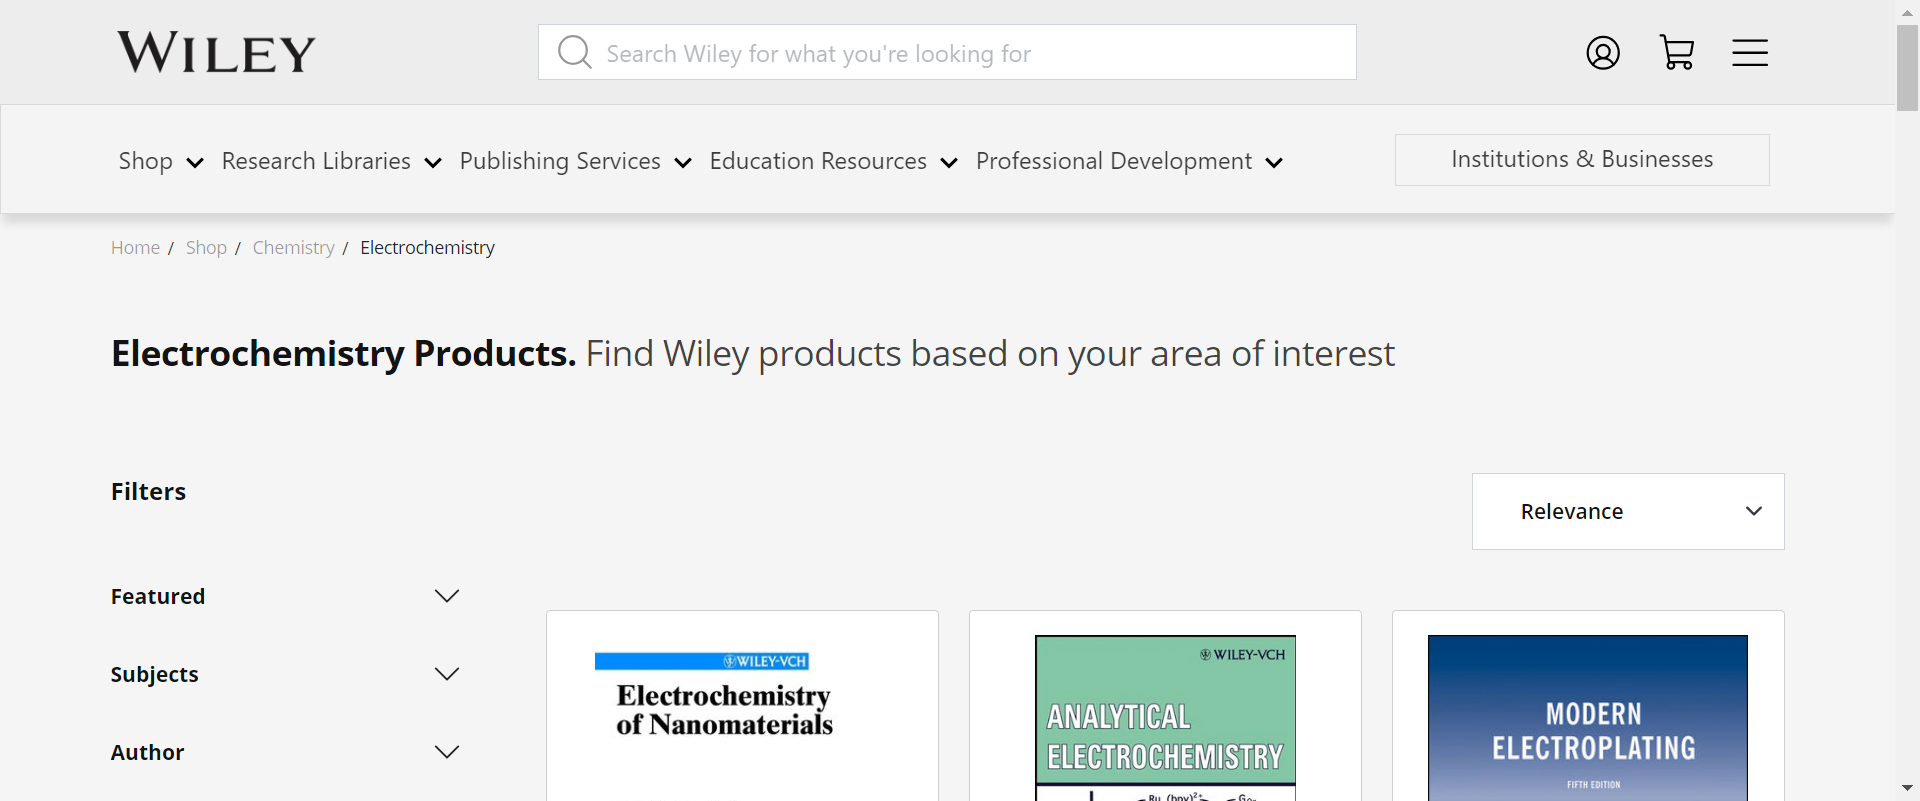 WILEY
Search Wiley for what you're looking for
Shop Research Libraries Publishing Services Education Resources Professional Development Institutions & Businesses
Home / Shop / Chemistry / Electrochemistry
Electrochemistry Products. Find Wiley products based on your area of interest
Filters
Relevance
Featured
Subjects
Author
WILEY-VCH
Electrochemistry
of Nanomaterials
WILEY-VCH
ANALYTICAL
ELECTROCHEMISTRY
MODERN
ELECTROPLATING
FIFTH EDITION